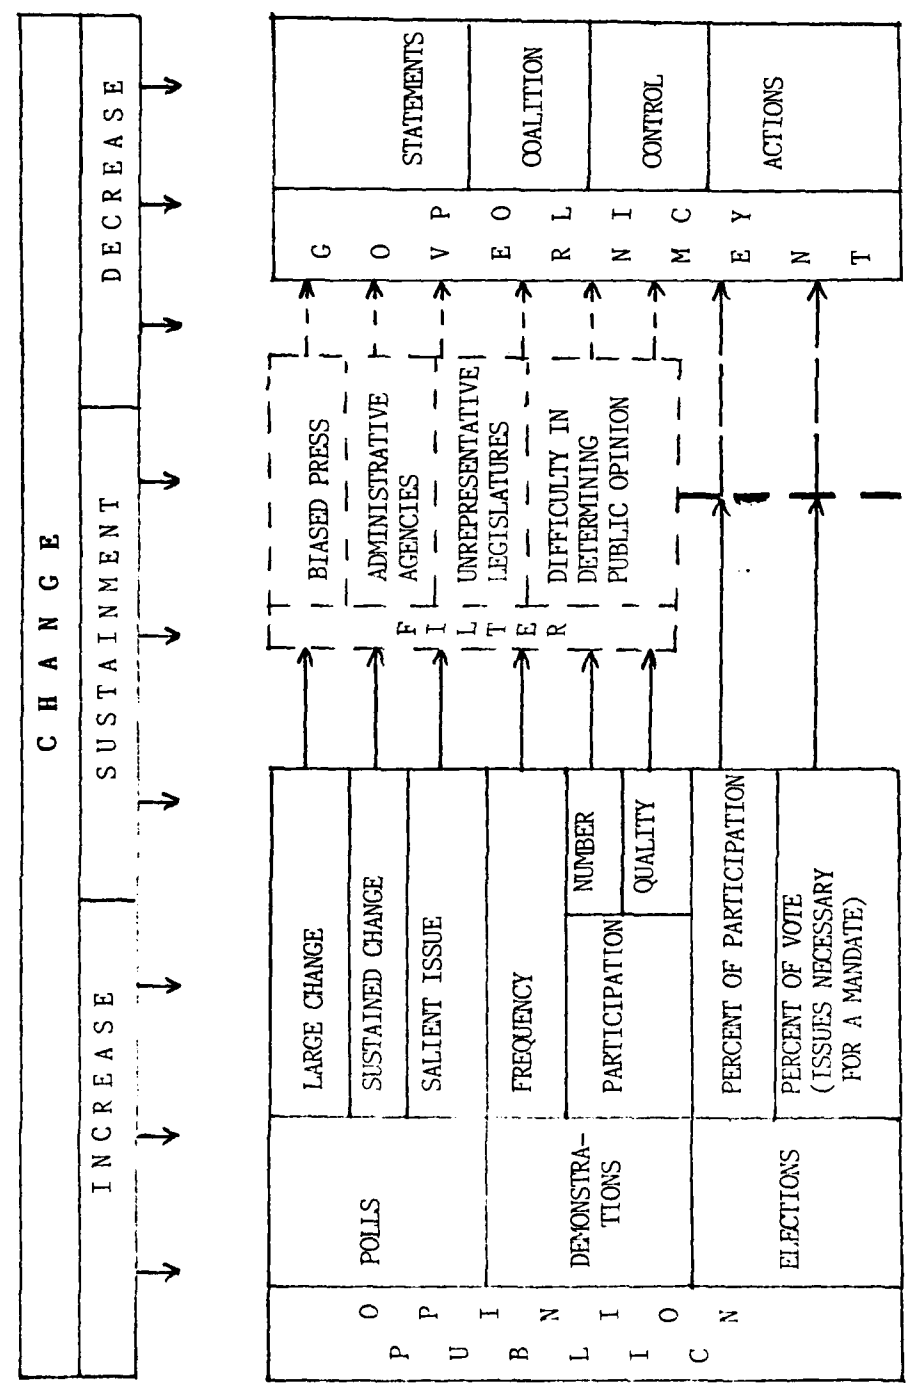 CHANGE
INCREASE
SUSTAINMENT
DECREASE
PUBLIC
OPINION
POLLS
LARGE CHANGE
SUSTAINED CHANGE
SALIENT ISSUE
DEMONSTRA-
TIONS
FREQUENCY
PARTICIPATION
NUMBER
QUALITY
ELECTIONS
PERCENT OF PARTICIPATION
PERCENT OF VOTE
(ISSUES NECESSARY
FOR A MANDATE)
FILTER
BIASED PRESS
ADMINISTRATIVE
AGENCIES
UNREPRESENTATIVE
LEGISLATURES
DIFFICULTY IN
DETERMINING
PUBLIC OPINION
GOVERNMENT
POLICY
STATEMENTS
COALITION
CONTROL
ACTIONS